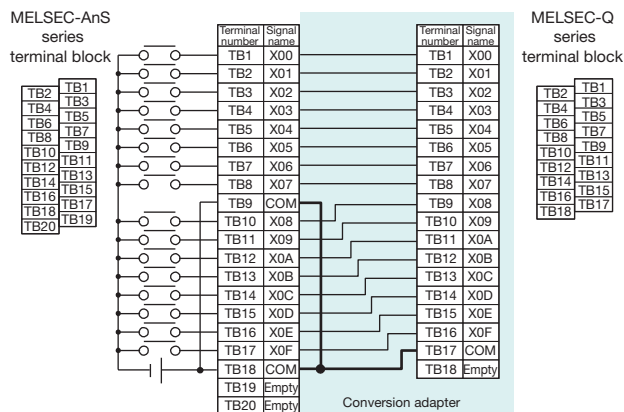 MELSEC-AnS
series
terminal block
TB2 TB1
TB4 TB3
TB6 TB5
TB8 TB7
TB10 TB9
TB12 TB11
TB14 TB13
TB16 TB15
TB18 TB17
TB20 TB19
Terminal number Signal name
TB1 X00
TB2 X01
TB3 X02
TB4 X03
TB5 X04
TB6 X05
TB7 X06
TB8 X07
TB9 COM
TB10 X08
TB11 X09
TB12 X0A
TB13 X0B
TB14 X0C
TB15 X0D
TB16 X0E
TB17 X0F
TB18 COM
TB19 Empty
TB20 Empty
Conversion adapter
Terminal number Signal name
TB1 X00
TB2 X01
TB3 X02
TB4 X03
TB5 X04
TB6 X05
TB7 X06
TB8 X07
TB9 X08
TB10 X09
TB11 X0A
TB12 X0B
TB13 X0C
TB14 X0D
TB15 X0E
TB16 X0F
TB17 COM
TB18 Empty
MELSEC-Q
series
terminal block
TB2 TB1
TB4 TB3
TB6 TB5
TB8 TB7
TB10 TB9
TB12 TB11
TB14 TB13
TB16 TB15
TB18 TB17